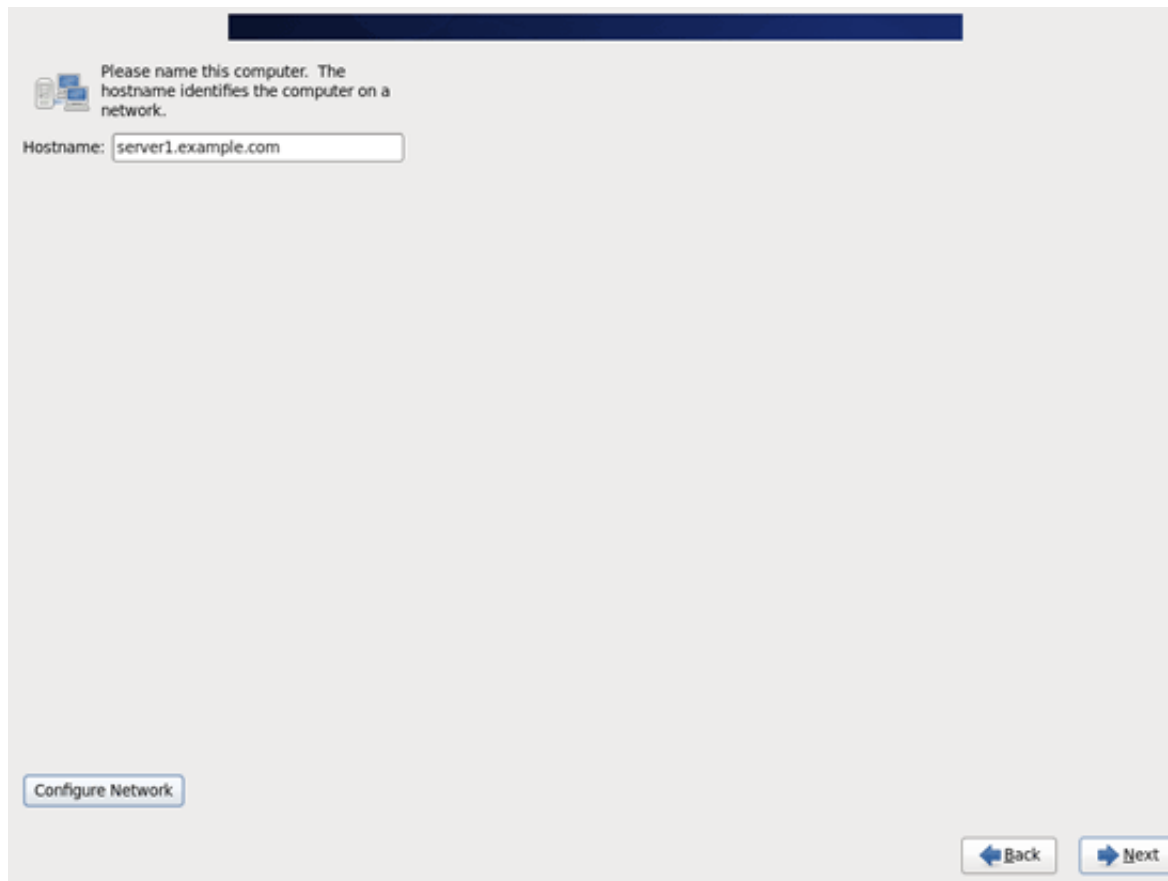 Please name this computer.  The
hostname identifies the computer on a
network.
Hostname: server1.example.com
Configure Network
Back Next